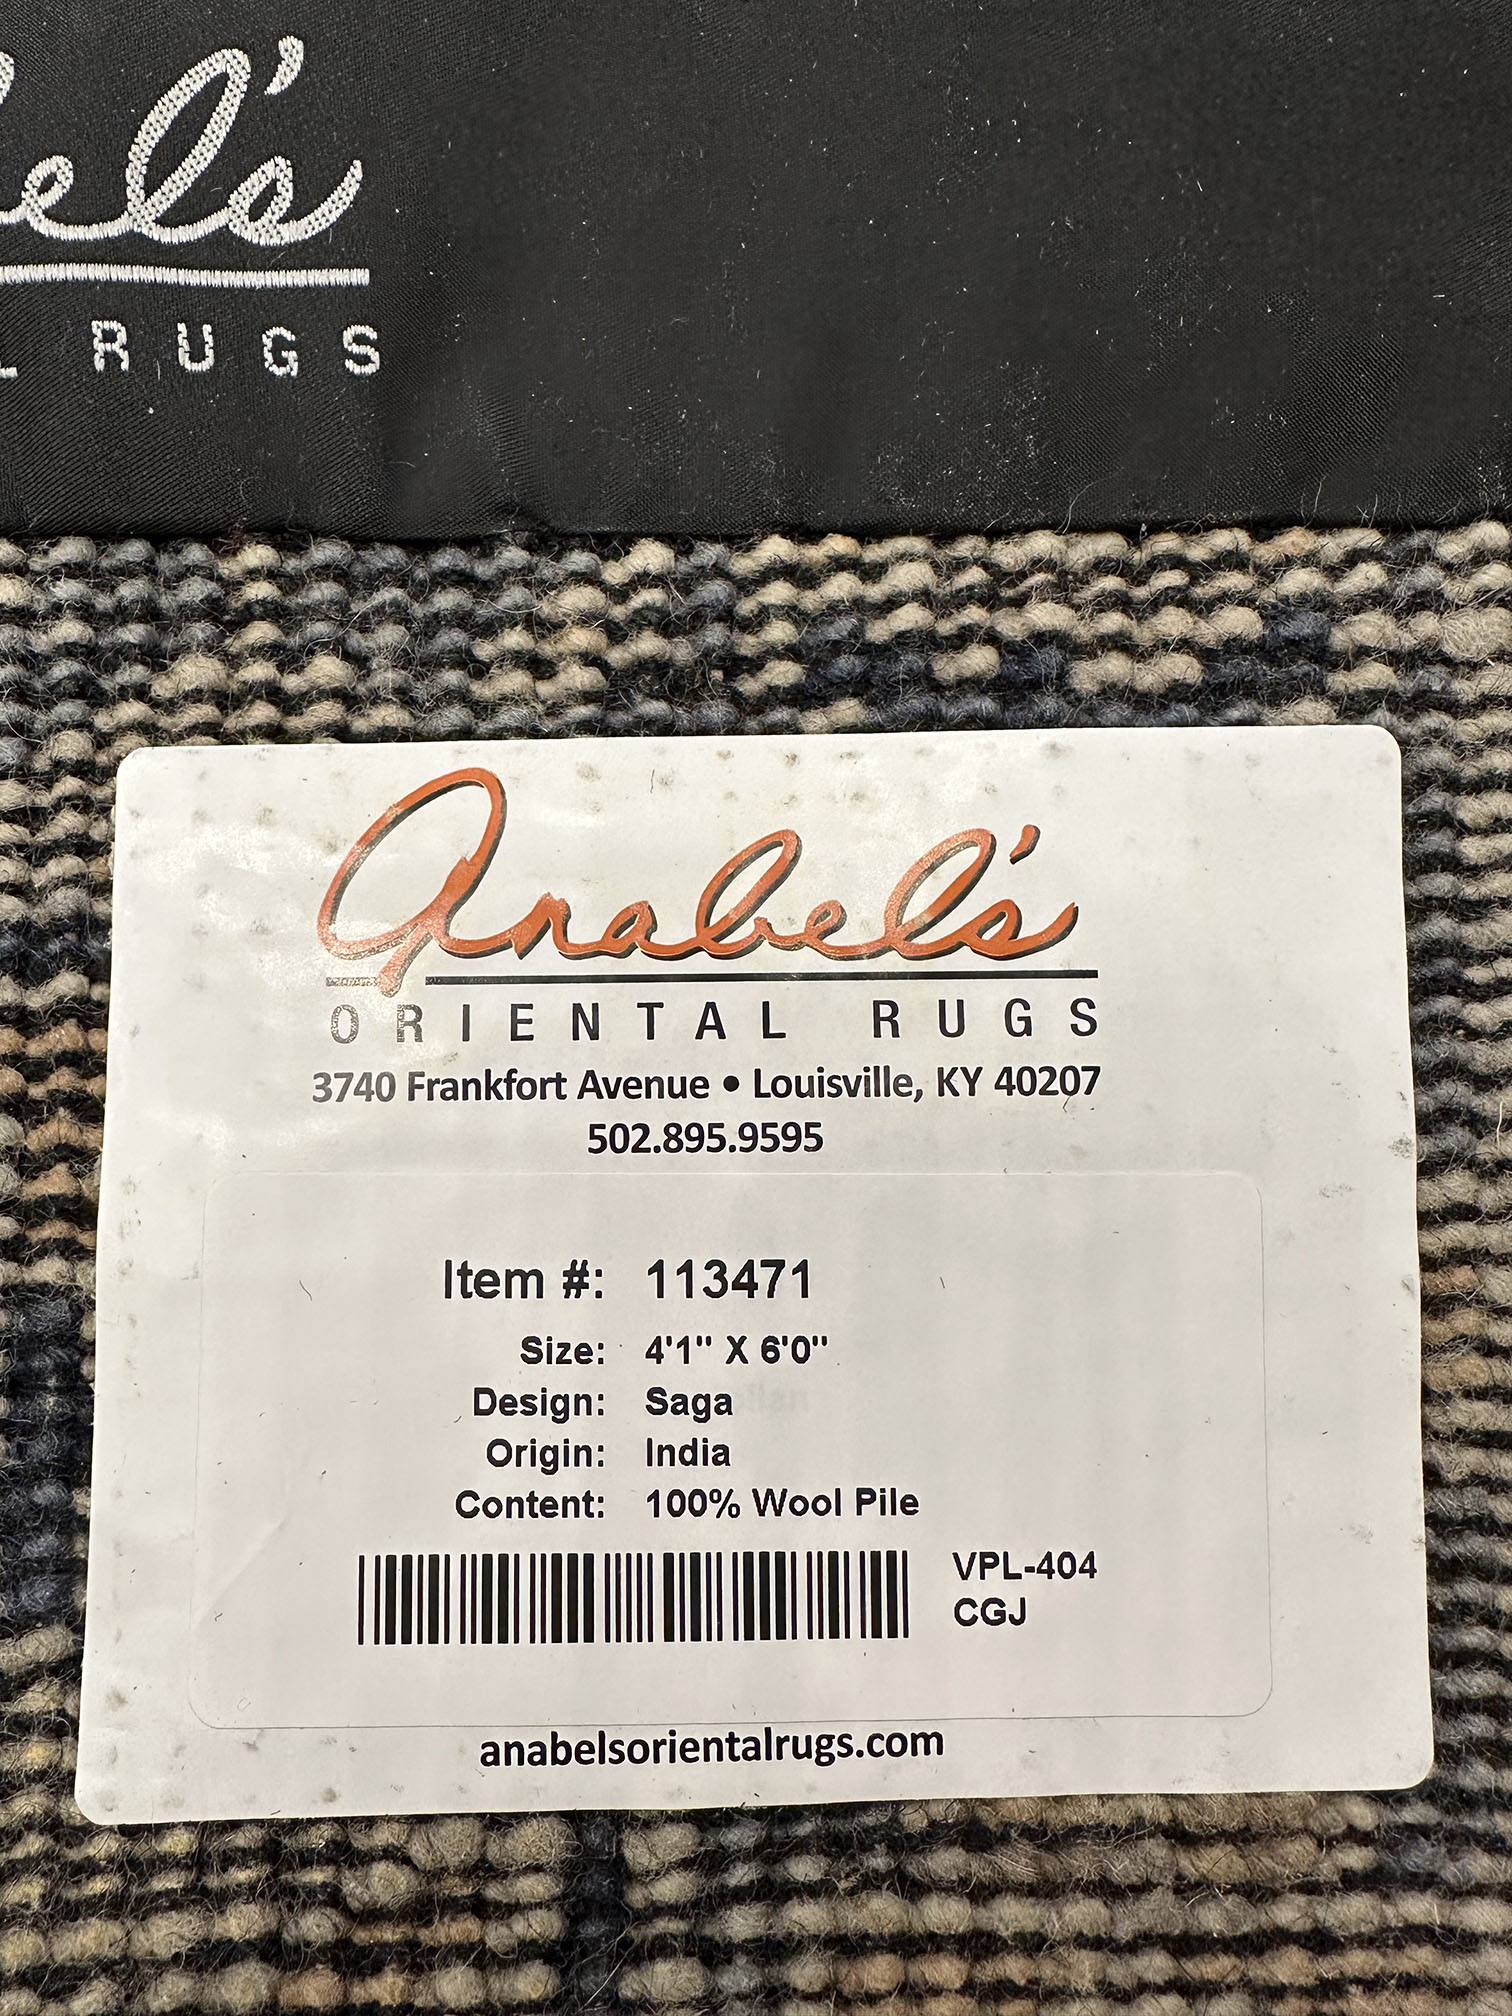 el's
L RUGS
Anabel's
ORIENTAL RUGS
3740 Frankfort Avenue • Louisville, KY 40207
502.895.9595
Item #: 113471
Size: 4'1" X 6'0"
Design: Saga
Origin: India
Content: 100% Wool Pile
VPL-404
CGJ
anabelsorientalrugs.com